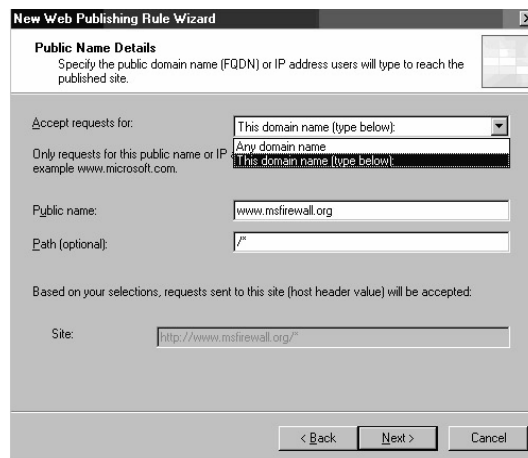 New Web Publishing Rule Wizard
Public Name Details
Specify the public domain name (FQDN) or IP address users will type to reach the
published site.
Accept requests for:
This domain name (type below):
Any domain name
This domain name (type below):
Only requests for this public name or IP
example www.microsoft.com.
Public name:
www.msfirewall.org
Path (optional):
/*
Based on your selections, requests sent to this site (host header value) will be accepted:
Site:
http://www.msfirewall.org/*
< Back
Next >
Cancel